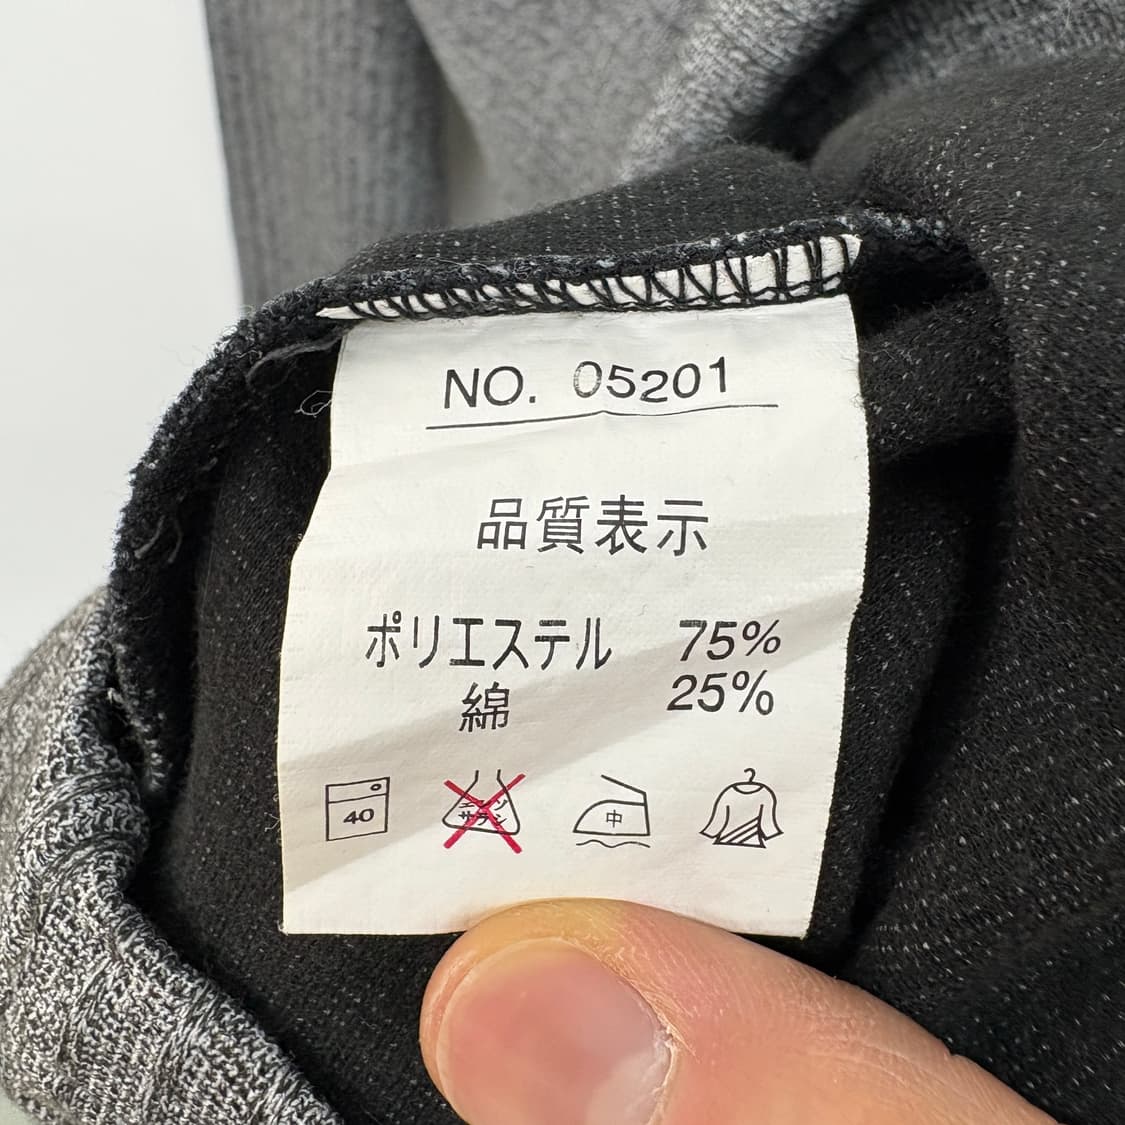 NO. 05201
品質表示
ポリエステル 75%
綿 25%
40
エンソ
サラシ
中